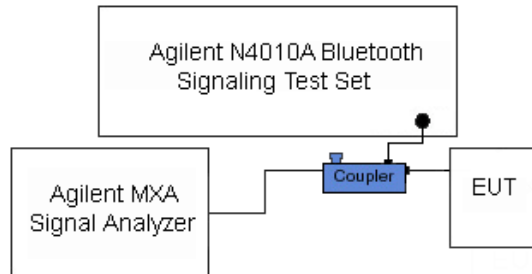 Agilent N4010A Bluetooth
Signaling Test Set
Agilent MXA
Signal Analyzer
Coupler
EUT